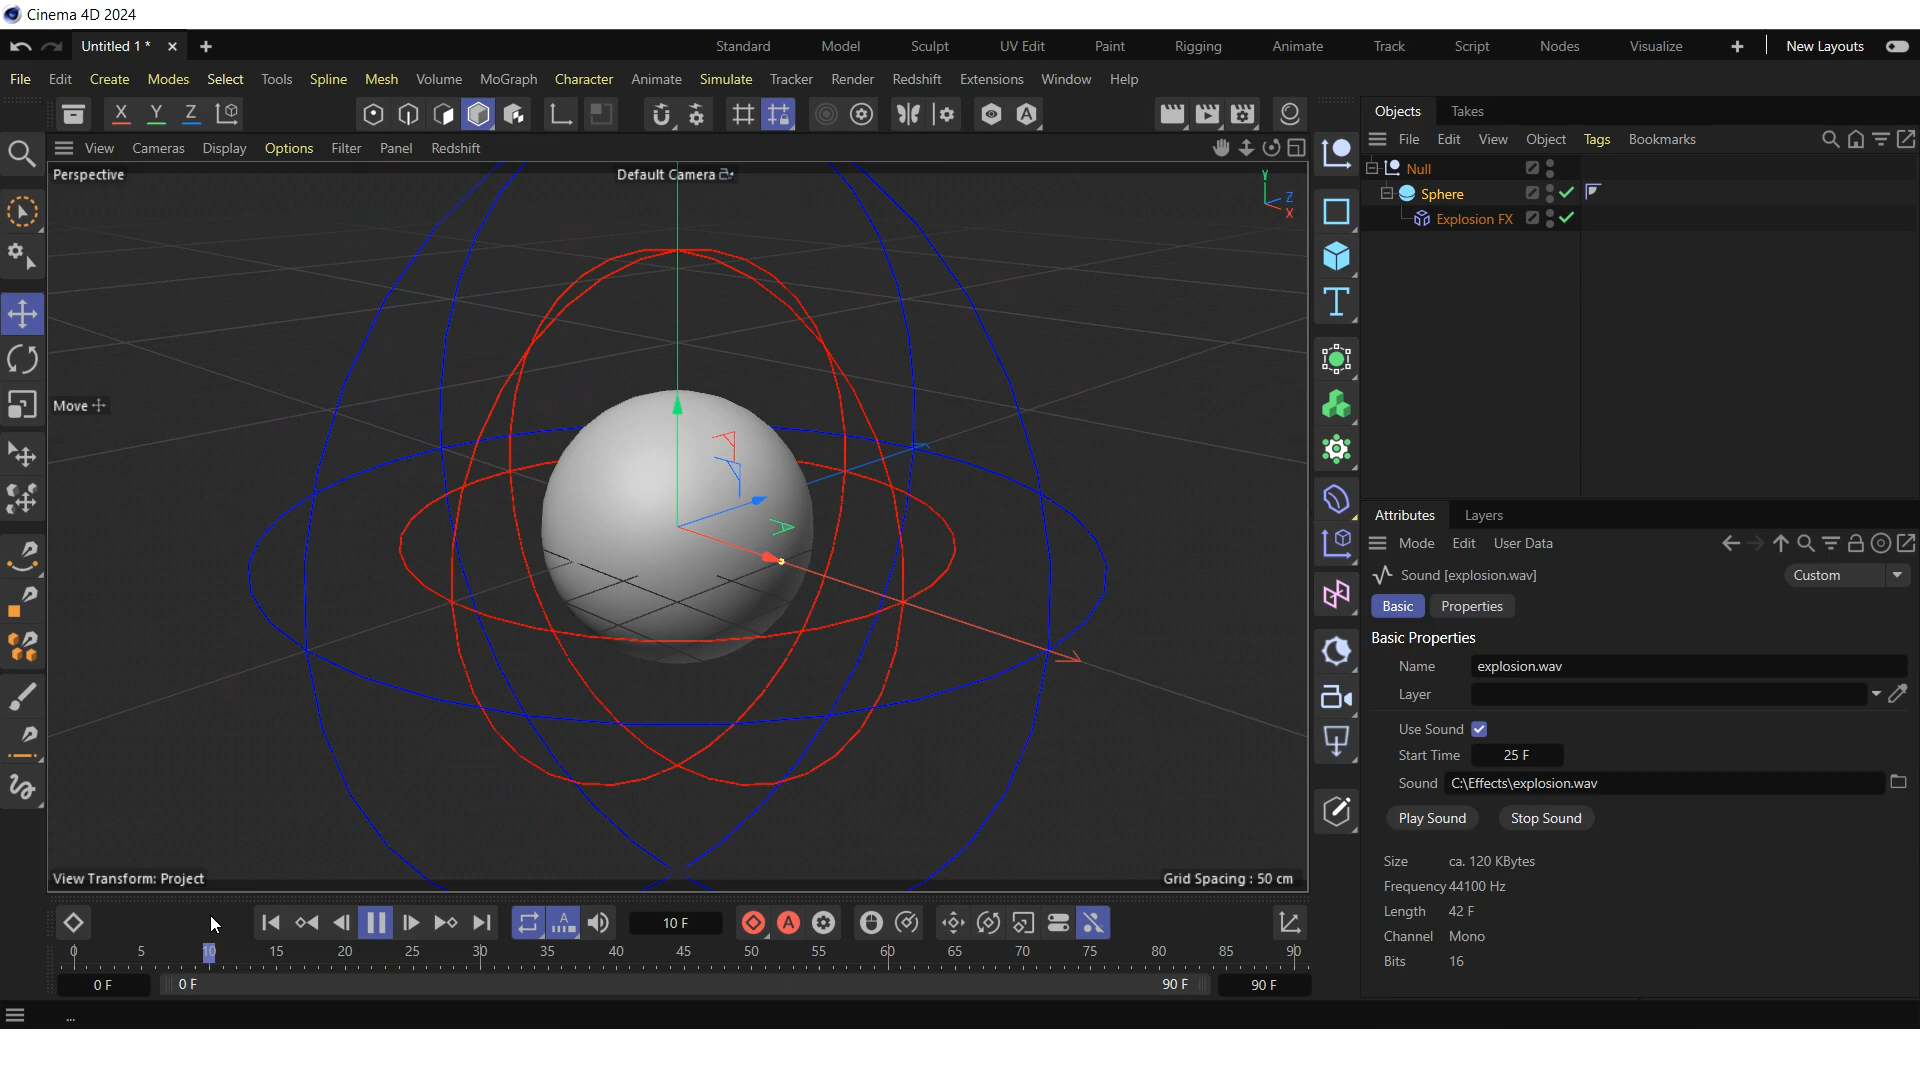 Cinema 4D 2024
Untitled 1 *
Standard Model Sculpt UV Edit Paint Rigging Animate Track Script Nodes Visualize New Layouts
File Edit Create Modes Select Tools Spline Mesh Volume MoGraph Character Animate Simulate Tracker Render Redshift Extensions Window Help
X Y Z
A
Objects Takes
File Edit View Object Tags Bookmarks
View Cameras Display Options Filter Panel Redshift
Perspective
Default Camera
Y
Z
X
Null
Sphere
Explosion FX
T
Move
Attributes Layers
Mode Edit User Data
Sound [explosion.wav]
Custom
Basic Properties
Basic Properties
Name explosion.wav
Layer
Use Sound
Start Time 25 F
Sound C:\Effects\explosion.wav
Play Sound Stop Sound
Size ca. 120 KBytes
Frequency 44100 Hz
Length 42 F
Channel Mono
Bits 16
View Transform: Project
Grid Spacing : 50 cm
A
10 F
A
0 5 10 15 20 25 30 35 40 45 50 55 60 65 70 75 80 85 90
0 F
0 F
90 F
90 F
...